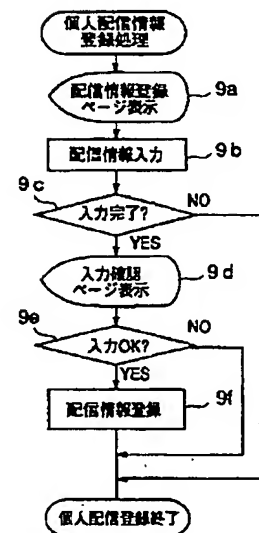 個人配信情報
登録処理
配信情報登録
ページ表示
9a
配信情報入力
9b
9c
入力完了?
NO
YES
入力確認
ページ表示
9d
9e
入力OK?
NO
YES
配信情報登録
9f
個人配信登録終了